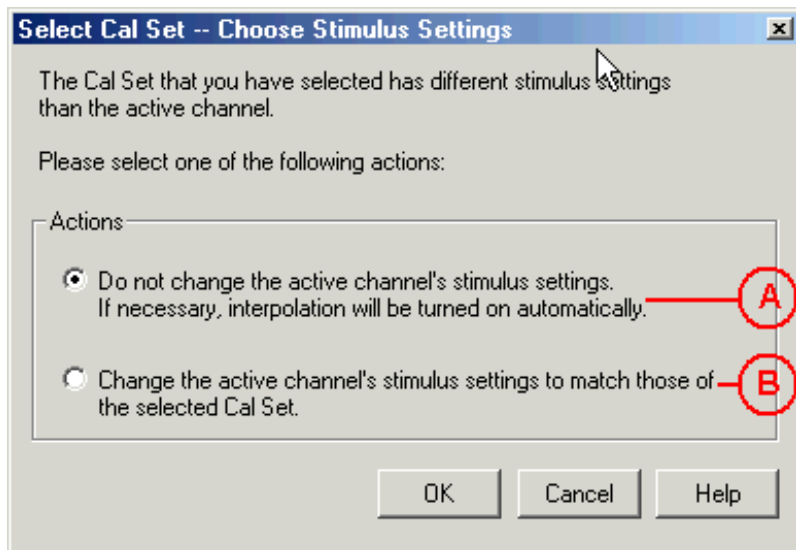 Select Cal Set -- Choose Stimulus Settings
The Cal Set that you have selected has different stimulus settings
than the active channel.
Please select one of the following actions:
Actions
Do not change the active channel's stimulus settings.
If necessary, interpolation will be turned on automatically.
A
Change the active channel's stimulus settings to match those of
the selected Cal Set.
B
OK
Cancel
Help